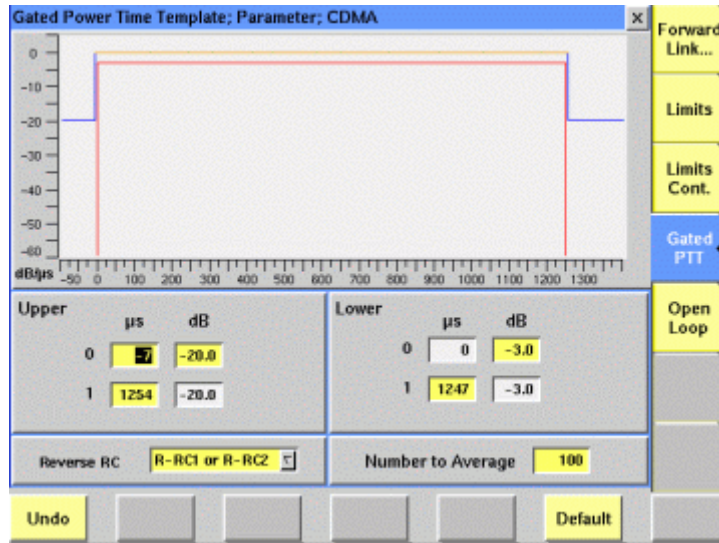 Gated Power Time Template; Parameter; CDMA
x
Forward Link...
Limits
Limits Cont.
Gated PTT
Open Loop
0
-10
-20
-30
-40
-50
-60
dB/µs -50 0 100 200 300 400 500 600 700 800 900 1000 1100 1200 1300
Upper
µs dB
0 -7 -20.0
1 1254 -20.0
Lower
µs dB
0 0 -3.0
1 1247 -3.0
Reverse RC R-RC1 or R-RC2
Number to Average 100
Undo
Default